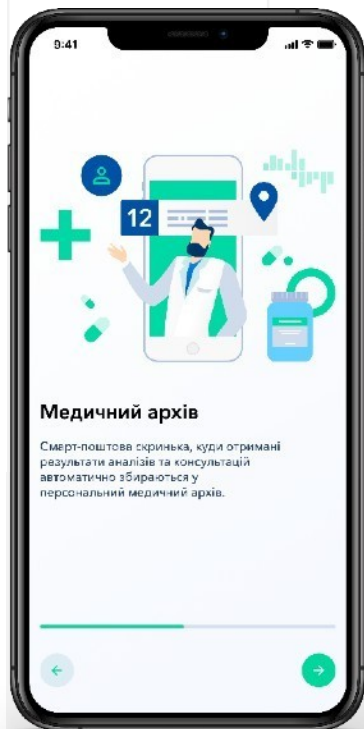 9:41
12
Медичний архів
Смарт-поштова скринька, куди отримані
результати аналізів та консультацій
автоматично збираються у
персональний медичний архів.